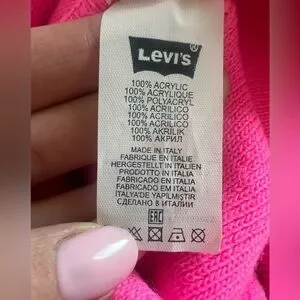 Levi's®
100% ACRYLIC
100% ACRYLIQUE
100% POLYACRYL
100% ACRILICO
100% ACRILICO
100% ACRILICO
100% AKRILIK
100% АКРИЛ
MADE IN ITALY
FABRIQUE EN ITALIE
HERGESTELLT IN ITALIEN
PRODOTTO IN ITALIA
FABRICADO EN ITALIA
FABRICADO EM ITALIA
ITALYA'DE YAPILMIŞTIR
СДЕЛАНО В ИТАЛИИ
EAC